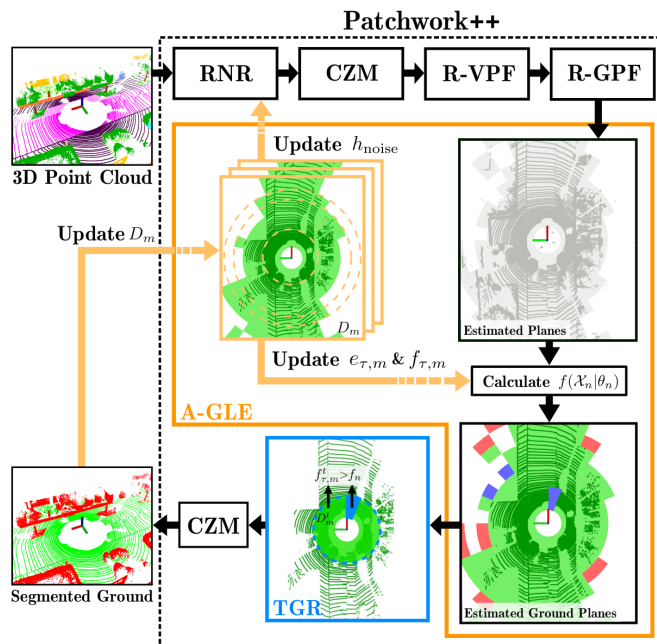 Patchwork++
RNR
CZM
R-VPF
R-GPF
3D Point Cloud
Update h_noise
Update D_m
D_m
Estimated Planes
Update e_τ,m & f_τ,m
Calculate f(𝒳_n|θ_n)
A-GLE
f^t_τ,m > f_n
D^t_m
CZM
TGR
Segmented Ground
Estimated Ground Planes